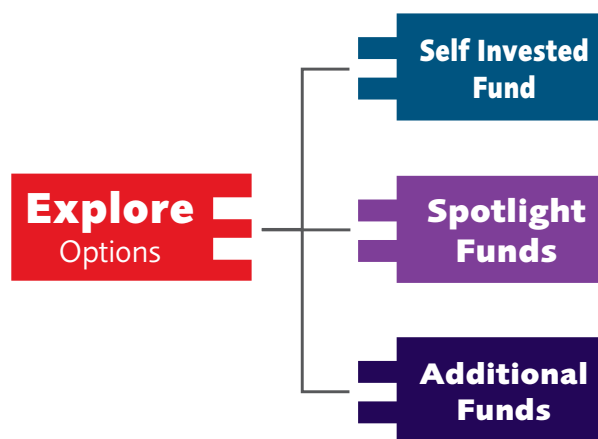 Explore
Options
Self Invested
Fund
Spotlight
Funds
Additional
Funds